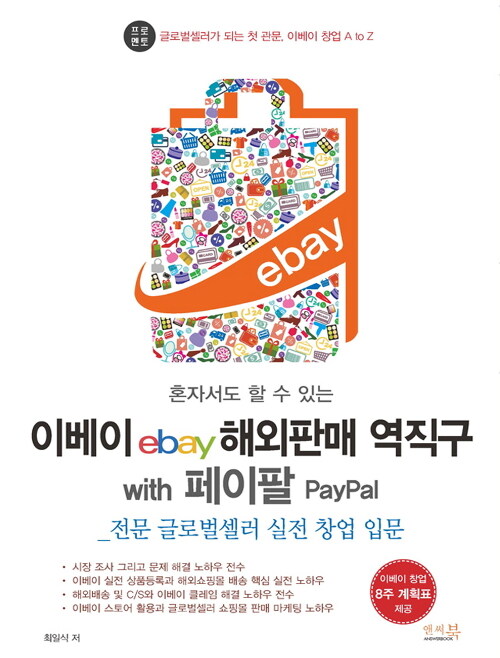 프로
멘토
글로벌셀러가 되는 첫 관문, 이베이 창업 A to Z
ebay
혼자서도 할 수 있는
이베이 ebay 해외판매 역직구
with 페이팔 PayPal
_전문 글로벌셀러 실전 창업 입문
• 시장 조사 그리고 문제 해결 노하우 전수
• 이베이 실전 상품등록과 해외쇼핑몰 배송 핵심 실전 노하우
• 해외배송 및 C/S와 이베이 클레임 해결 노하우 전수
• 이베이 스토어 활용과 글로벌셀러 쇼핑몰 판매 마케팅 노하우
이베이 창업
8주 계획표
제공
최일식 저
앤써북
ANSWERBOOK